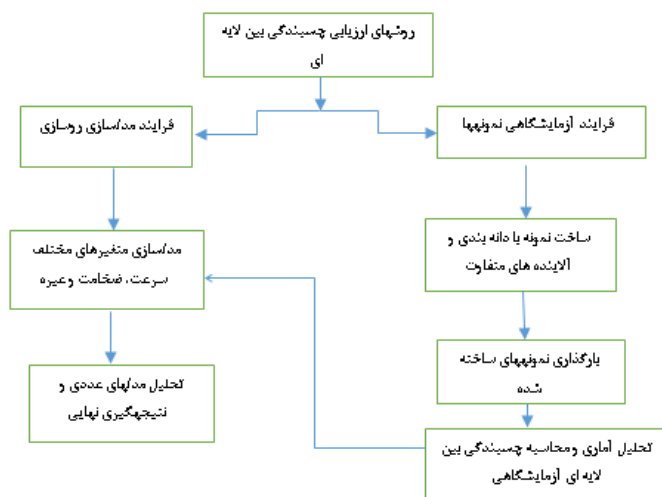 روشهای ارزیابی چسبندگی بین لایه
ای
فرایند آزمایشگاهی نمونهها
فرایند مدلسازی روسازی
ساخت نمونه با دانه بندی و
آلاینده های متفاوت
مدلسازی متغیرهای مختلف
سرعت، ضخامت وغیره
بارگذاری نمونههای ساخته
شده
تحلیل مدلهای عددی و
نتیجهگیری نهایی
تحلیل آماری ومحاسبه چسبندگی بین
لایه ای آزمایشگاهی